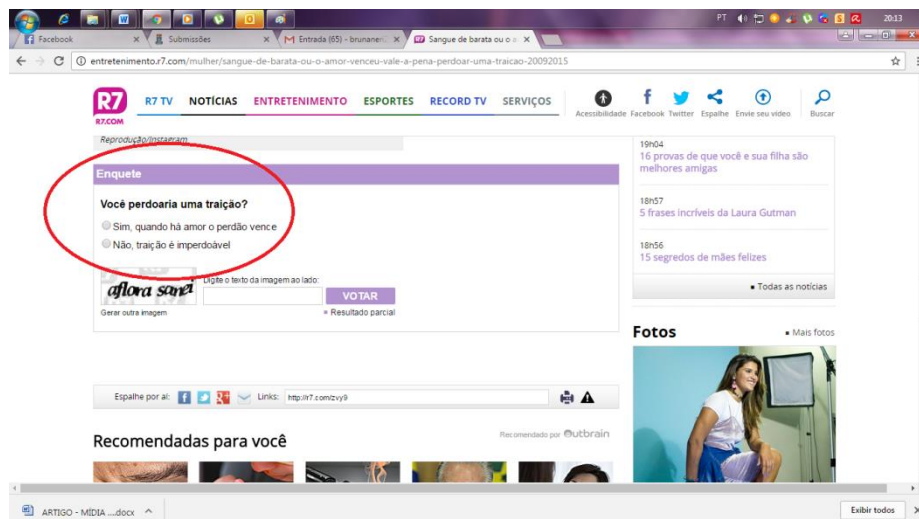 PT
20:13
Facebook
Submissões
Entrada (65) -
Sangue de barata ou o a
entretenimento.r7.com/mulher/sangue-de-barata-ou-o-amor-venceu-vale-a-pena-perdoar-uma-traicao-20092015
R7
R7.COM
R7 TV NOTÍCIAS ENTRETENIMENTO ESPORTES RECORD TV SERVIÇOS
Acessibilidade Facebook Twitter Espalhe Envie seu vídeo Buscar
Reprodução/Instagram
Enquete
Você perdoaria uma traição?
Sim, quando há amor o perdão vence
Não, traição é imperdoável
aflora
Digite o texto da imagem ao lado:
VOTAR
Gerar outra imagem
Resultado parcial
Espalhe por aí:
Links: http://r7.com/zvy9
Recomendadas para você
Recomendado por Outbrain
19h04
16 provas de que você e sua filha são
melhores amigas
18h57
5 frases incríveis da Laura Gutman
18h56
15 segredos de mães felizes
Todas as notícias
Fotos
Mais fotos
ARTIGO - MÍDIA ....docx
Exibir todos